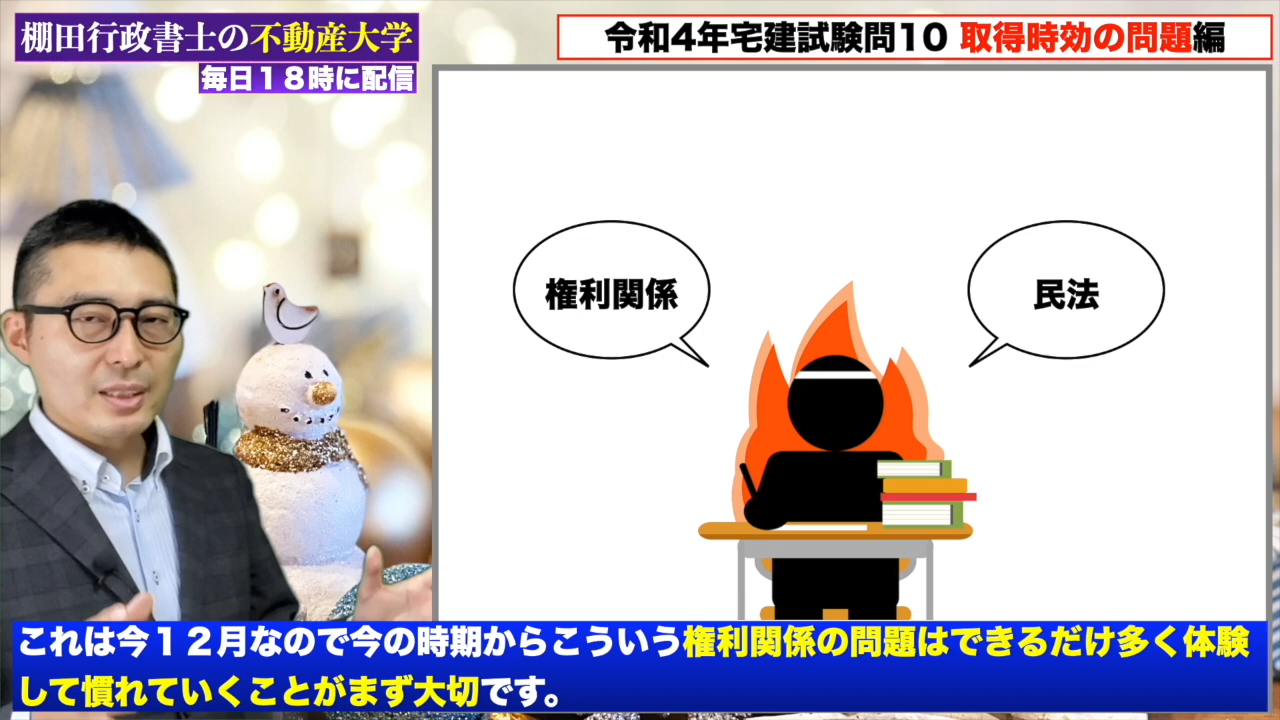 棚田行政書士の不動産大学
毎日１８時に配信
令和4年宅建試験問10 取得時効の問題編
権利関係
民法
これは今１２月なので今の時期からこういう権利関係の問題はできるだけ多く体験
して慣れていくことがまず大切です。